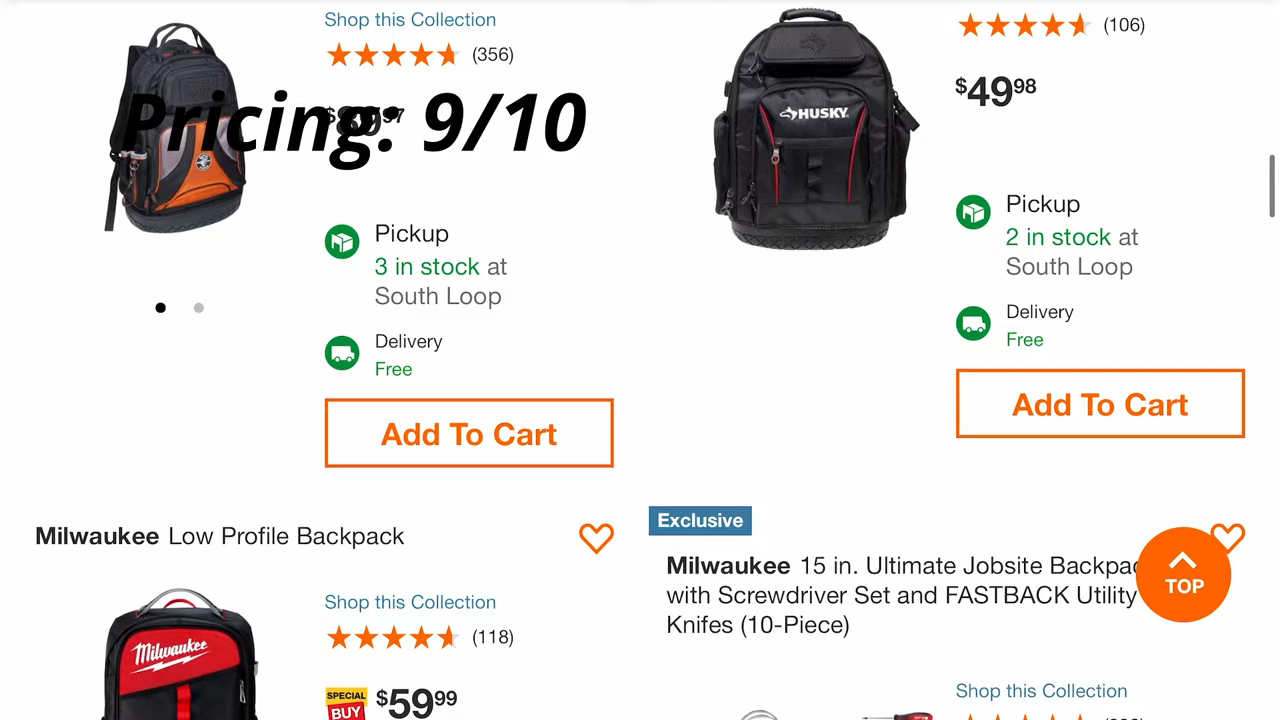 Shop this Collection
(356)
$89.97
Pricing: 9/10
Pickup
3 in stock at
South Loop
Delivery
Free
Add To Cart
(106)
$49.98
HUSKY
Pickup
2 in stock at
South Loop
Delivery
Free
Add To Cart
Milwaukee Low Profile Backpack
Shop this Collection
(118)
Milwaukee
SPECIAL
BUY
$59.99
Exclusive
Milwaukee 15 in. Ultimate Jobsite
with Screwdriver Set and FASTBACK Utility
Knifes (10-Piece)
TOP
Shop this Collection